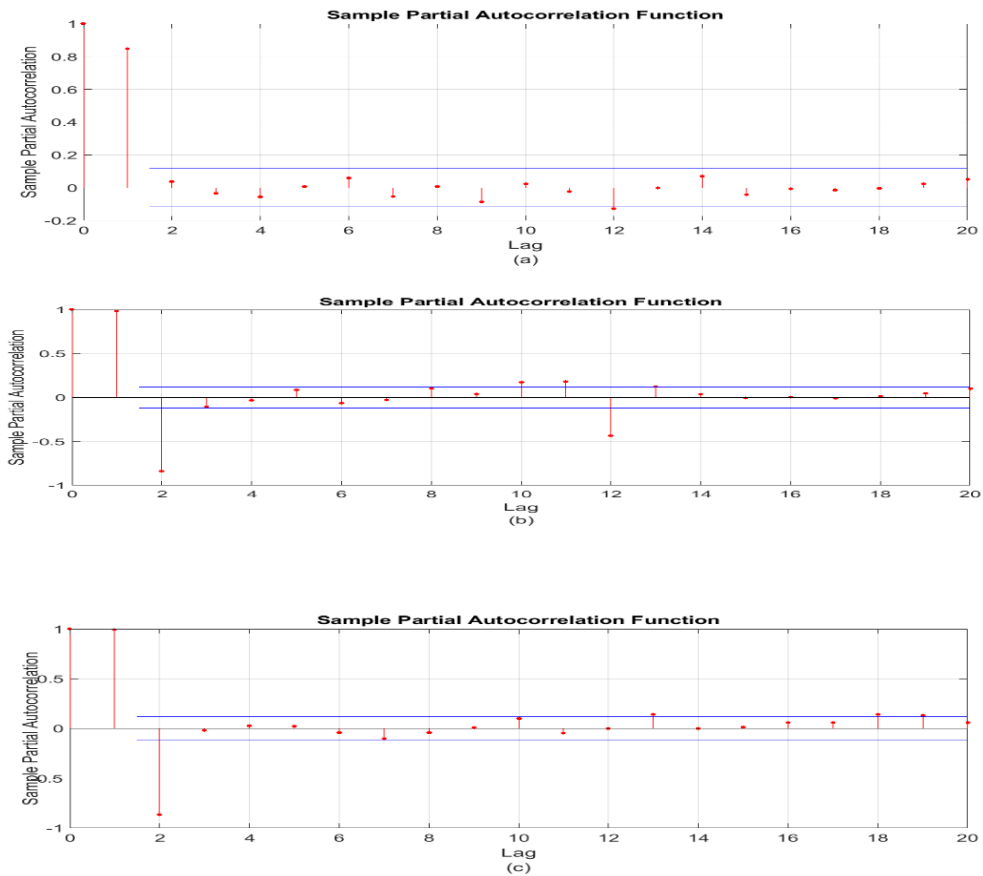 Sample Partial Autocorrelation Function
Sample Partial Autocorrelation
1
0.8
0.6
0.4
0.2
0
-0.2
0 2 4 6 8 10 12 14 16 18 20
Lag
(a)
Sample Partial Autocorrelation Function
Sample Partial Autocorrelation
1
0.5
0
-0.5
-1
0 2 4 6 8 10 12 14 16 18 20
Lag
(b)
Sample Partial Autocorrelation Function
Sample Partial Autocorrelation
1
0.5
0
0.5
-1
0 2 4 6 8 10 12 14 16 18 20
Lag
(c)